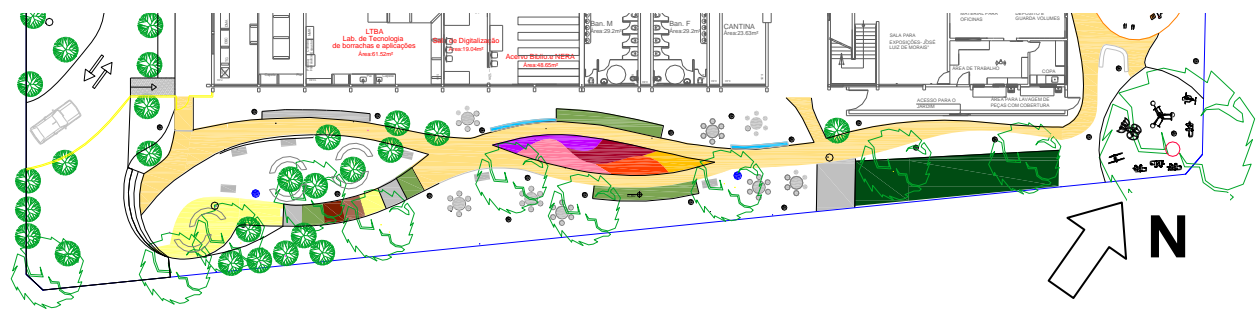 LTBA
Lab. de Tecnologia
de borrachas e aplicações
Área:61.52m²
Sala de Digitalização
Área:19.04m²
Acervo Biblio e NERA
Área:48.65m²
Ban. M
Área:29.2m²
Ban. F
Área:29.2m²
CANTINA
Área:23.63m²
OFICINAS
GUARDA VOLUMES
SALA PARA
EXPOSIÇÕES "JOSÉ
LUIZ DE MORAIS"
ÁREA DE TRABALHO
COPA
ACESSO PARA O
JARDIM
ÁREA PARA LAVAGEM DE
PEÇAS COM COBERTURA
N